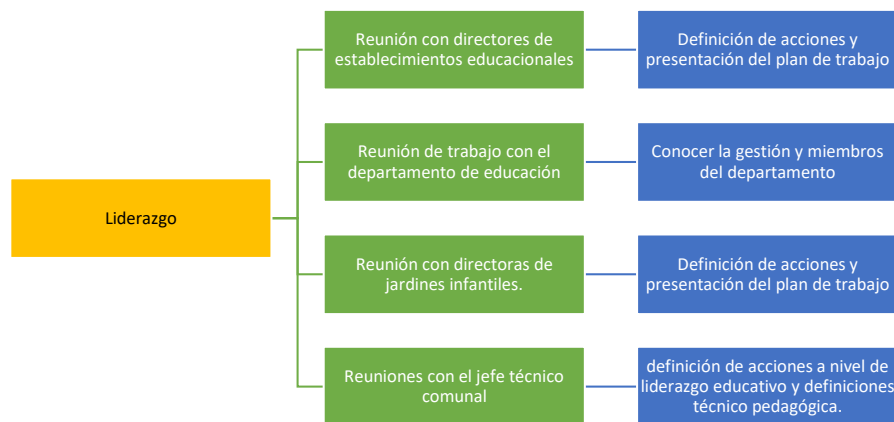 Liderazgo
Reunión con directores de
establecimientos educacionales
Definición de acciones y
presentación del plan de trabajo
Reunión de trabajo con el
departamento de educación
Conocer la gestión y miembros
del departamento
Reunión con directoras de
jardines infantiles.
Definición de acciones y
presentación del plan de trabajo
Reuniones con el jefe técnico
comunal
definición de acciones a nivel de
liderazgo educativo y definiciones
técnico pedagógica.